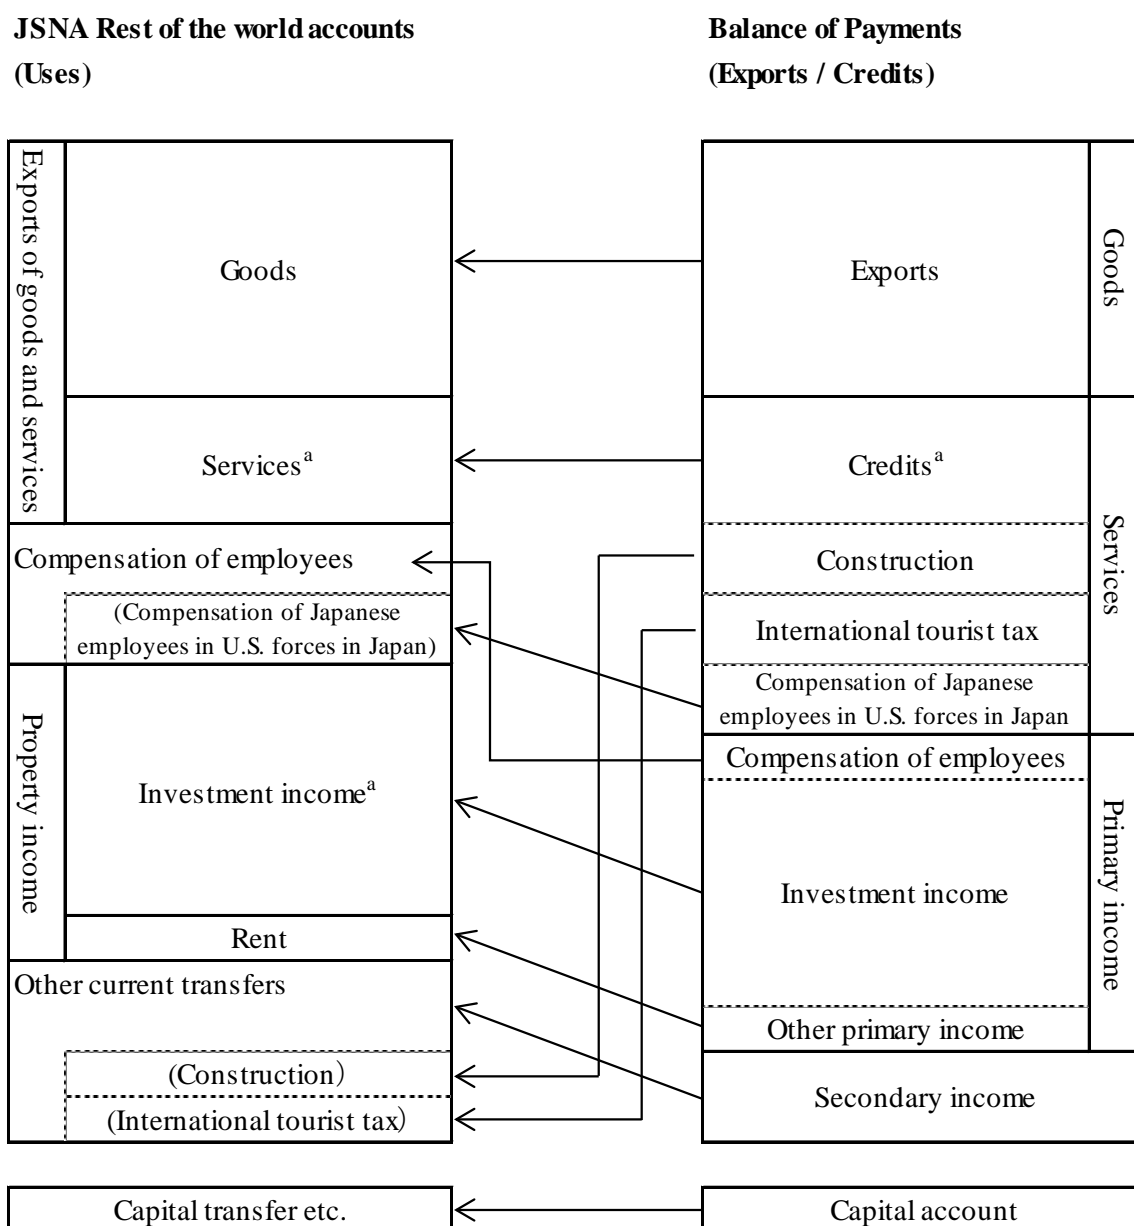 JSNA Rest of the world accounts
(Uses)
Balance of Payments
(Exports / Credits)
Exports of goods and services
Goods
Services^a
Compensation of employees
(Compensation of Japanese
employees in U.S. forces in Japan)
Property income
Investment income^a
Rent
Other current transfers
(Construction)
(International tourist tax)
Capital transfer etc.
Exports
Goods
Credits^a
Construction
International tourist tax
Compensation of Japanese
employees in U.S. forces in Japan
Services
Compensation of employees
Investment income
Other primary income
Primary income
Secondary income
Capital account